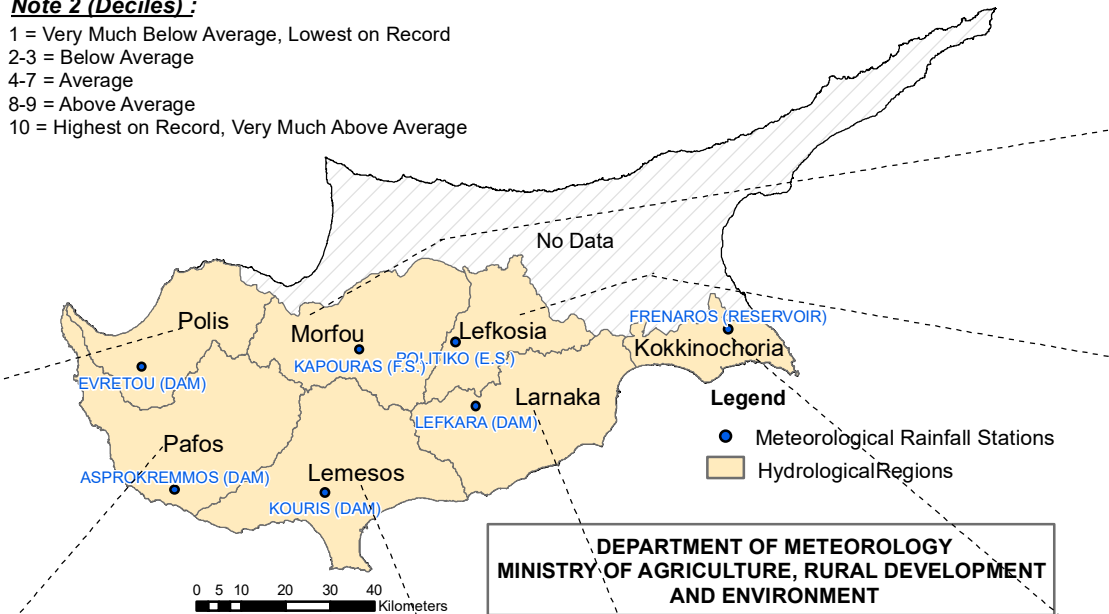 Note 2 (Deciles) :
1 = Very Much Below Average, Lowest on Record
2-3 = Below Average
4-7 = Average
8-9 = Above Average
10 = Highest on Record, Very Much Above Average
No Data
Polis
Morfou
Lefkosia
FRENAROS (RESERVOIR)
Kokkinochoria
EVRETOU (DAM)
KAPOURAS (F.S.)
POLITIKO (E.S.)
Larnaka
LEFKARA (DAM)
Pafos
ASPROKREMMOS (DAM)
Lemesos
KOURIS (DAM)
Legend
Meteorological Rainfall Stations
HydrologicalRegions
DEPARTMENT OF METEOROLOGY
MINISTRY OF AGRICULTURE, RURAL DEVELOPMENT
AND ENVIRONMENT
0 5 10 20 30 40
Kilometers